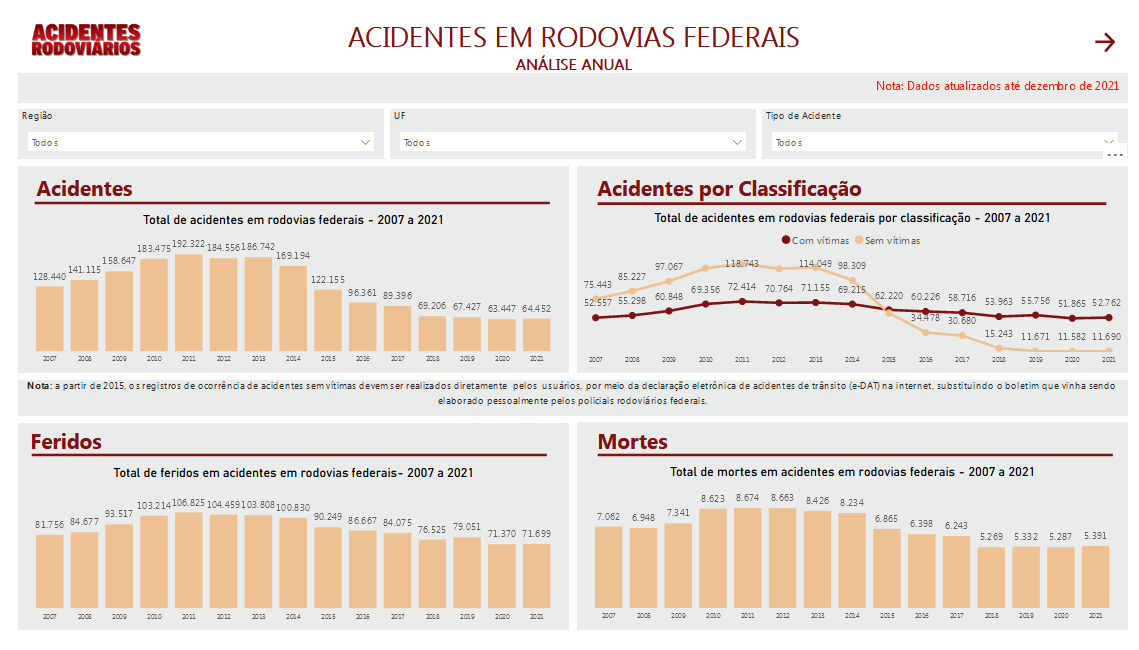 ACIDENTES
RODOVIÁRIOS
ACIDENTES EM RODOVIAS FEDERAIS
ANÁLISE ANUAL
Nota: Dados atualizados até dezembro de 2021
Região
Todos
UF
Todos
Tipo de Acidente
Todos
Acidentes
Total de acidentes em rodovias federais - 2007 a 2021
128.440 141.115 158.647 183.475 192.322 184.556 186.742 169.194 122.155 96.361 89.396 69.206 67.427 63.447 64.452
2007 2008 2009 2010 2011 2012 2013 2014 2015 2016 2017 2018 2019 2020 2021
Acidentes por Classificação
Total de acidentes em rodovias federais por classificação - 2007 a 2021
Com vítimas Sem vítimas
75.443 85.227 97.067 118.743 114.049 98.309 34.478 30.680 15.243 11.671 11.582 11.690
52.557 55.298 60.848 69.356 72.414 70.764 71.155 69.215 62.220 60.226 58.716 53.963 55.756 51.865 52.762
2007 2008 2009 2010 2011 2012 2013 2014 2015 2016 2017 2018 2019 2020 2021
Nota: a partir de 2015, os registros de ocorrência de acidentes sem vítimas devem ser realizados diretamente pelos usuários, por meio da declaração eletrônica de acidentes de trânsito (e-DAT) na internet, substituindo o boletim que vinha sendo
elaborado pessoalmente pelos policiais rodoviários federais.
Feridos
Total de feridos em acidentes em rodovias federais- 2007 a 2021
81.756 84.677 93.517 103.214 106.825 104.459 103.808 100.830 90.249 86.667 84.075 76.525 79.051 71.370 71.699
2007 2008 2009 2010 2011 2012 2013 2014 2015 2016 2017 2018 2019 2020 2021
Mortes
Total de mortes em acidentes em rodovias federais - 2007 a 2021
7.062 6.948 7.341 8.623 8.674 8.663 8.426 8.234 6.865 6.398 6.243 5.269 5.332 5.287 5.391
2007 2008 2009 2010 2011 2012 2013 2014 2015 2016 2017 2018 2019 2020 2021